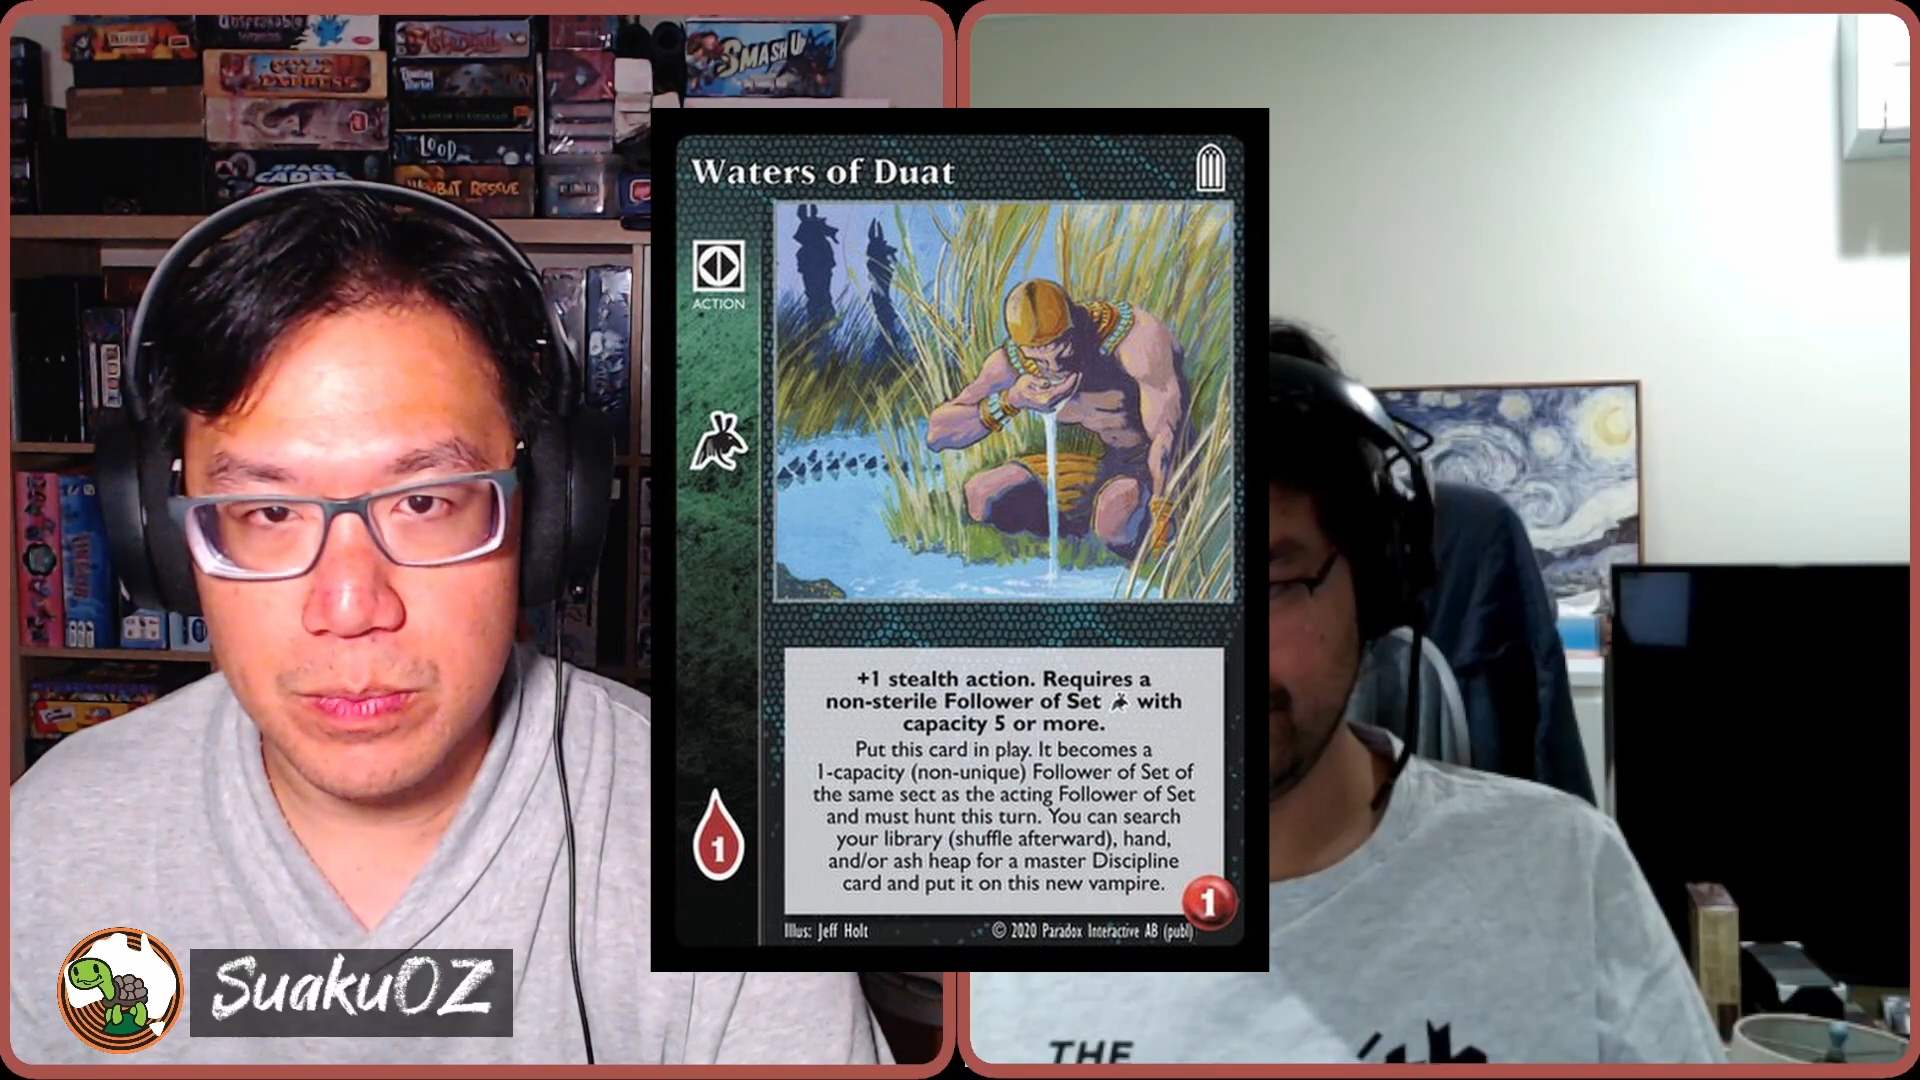 SMASH UP
Istanbul
COLT EXPRESS
LOOP
SPACE CADETS
WOMBAT RESCUE
Waters of Duat
ACTION
+1 stealth action. Requires a
non-sterile Follower of Set with
capacity 5 or more.
Put this card in play. It becomes a
1-capacity (non-unique) Follower of Set of
the same sect as the acting Follower of Set
and must hunt this turn. You can search
your library (shuffle afterward), hand,
and/or ash heap for a master Discipline
card and put it on this new vampire.
1
1
Illus: Jeff Holt
© 2020 Paradox Interactive AB (publ)
SuakuOZ
THE